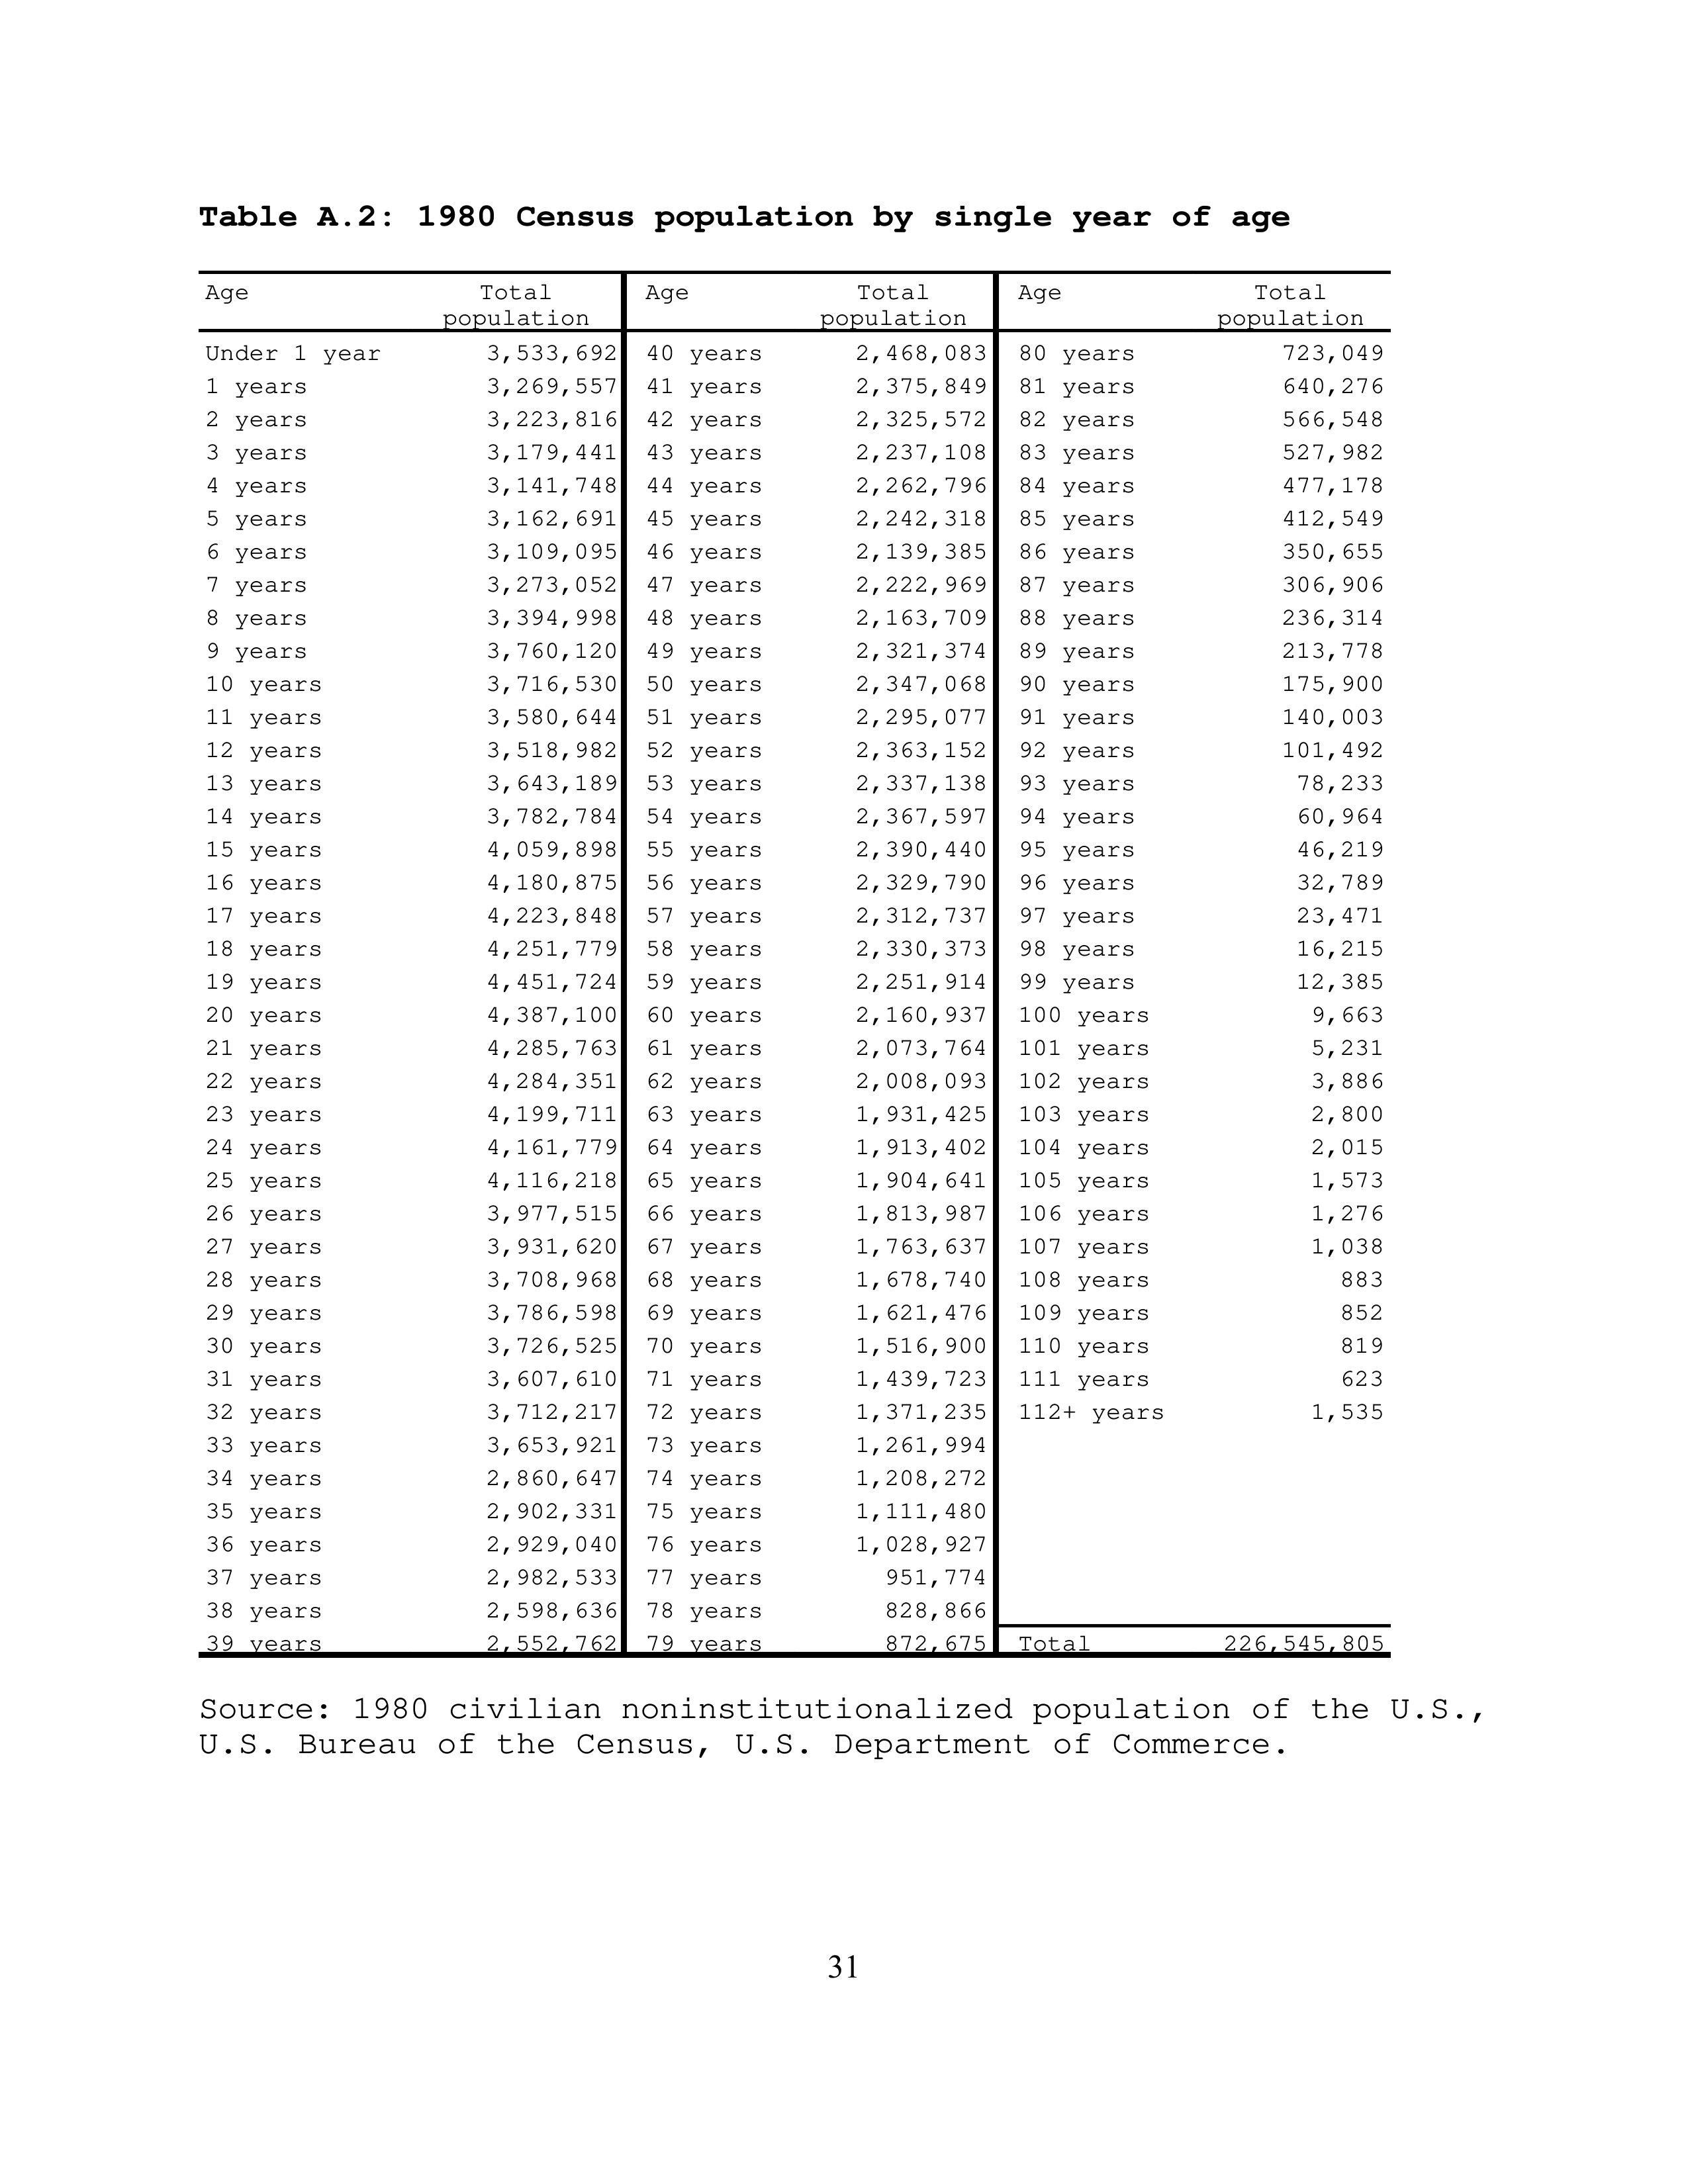 Table A.2: 1980 Census population by single year of age
Age Total population Age Total population Age Total population
Under 1 year 3,533,692 40 years 2,468,083 80 years 723,049
1 years 3,269,557 41 years 2,375,849 81 years 640,276
2 years 3,223,816 42 years 2,325,572 82 years 566,548
3 years 3,179,441 43 years 2,237,108 83 years 527,982
4 years 3,141,748 44 years 2,262,796 84 years 477,178
5 years 3,162,691 45 years 2,242,318 85 years 412,549
6 years 3,109,095 46 years 2,139,385 86 years 350,655
7 years 3,273,052 47 years 2,222,969 87 years 306,906
8 years 3,394,998 48 years 2,163,709 88 years 236,314
9 years 3,760,120 49 years 2,321,374 89 years 213,778
10 years 3,716,530 50 years 2,347,068 90 years 175,900
11 years 3,580,644 51 years 2,295,077 91 years 140,003
12 years 3,518,982 52 years 2,363,152 92 years 101,492
13 years 3,643,189 53 years 2,337,138 93 years 78,233
14 years 3,782,784 54 years 2,367,597 94 years 60,964
15 years 4,059,898 55 years 2,390,440 95 years 46,219
16 years 4,180,875 56 years 2,329,790 96 years 32,789
17 years 4,223,848 57 years 2,312,737 97 years 23,471
18 years 4,251,779 58 years 2,330,373 98 years 16,215
19 years 4,451,724 59 years 2,251,914 99 years 12,385
20 years 4,387,100 60 years 2,160,937 100 years 9,663
21 years 4,285,763 61 years 2,073,764 101 years 5,231
22 years 4,284,351 62 years 2,008,093 102 years 3,886
23 years 4,199,711 63 years 1,931,425 103 years 2,800
24 years 4,161,779 64 years 1,913,402 104 years 2,015
25 years 4,116,218 65 years 1,904,641 105 years 1,573
26 years 3,977,515 66 years 1,813,987 106 years 1,276
27 years 3,931,620 67 years 1,763,637 107 years 1,038
28 years 3,708,968 68 years 1,678,740 108 years 883
29 years 3,786,598 69 years 1,621,476 109 years 852
30 years 3,726,525 70 years 1,516,900 110 years 819
31 years 3,607,610 71 years 1,439,723 111 years 623
32 years 3,712,217 72 years 1,371,235 112+ years 1,535
33 years 3,653,921 73 years 1,261,994
34 years 2,860,647 74 years 1,208,272
35 years 2,902,331 75 years 1,111,480
36 years 2,929,040 76 years 1,028,927
37 years 2,982,533 77 years 951,774
38 years 2,598,636 78 years 828,866
39 years 2,552,762 79 years 872,675 Total 226,545,805
Source: 1980 civilian noninstitutionalized population of the U.S.,
U.S. Bureau of the Census, U.S. Department of Commerce.
31